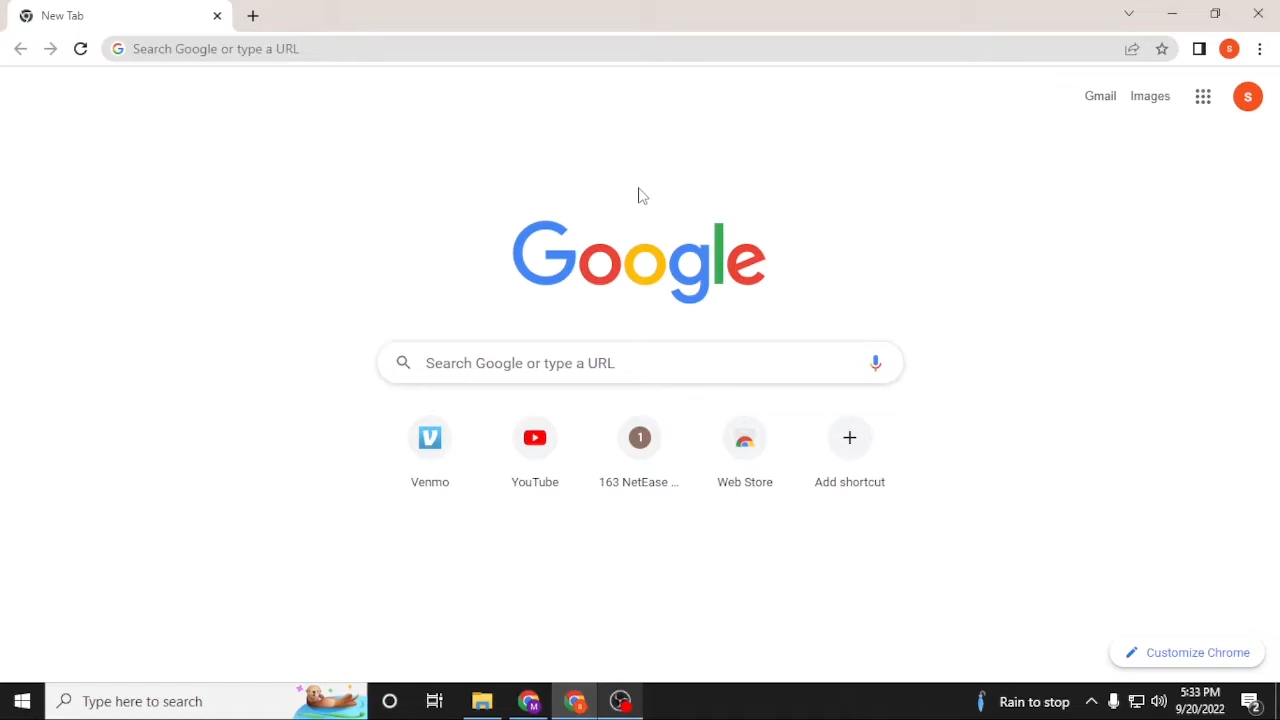 New Tab
Search Google or type a URL
S
Gmail Images
S
Google
Search Google or type a URL
1
Venmo YouTube 163 NetEase ... Web Store Add shortcut
Customize Chrome
Type here to search
M
S
Rain to stop
5:33 PM
9/20/2022
2